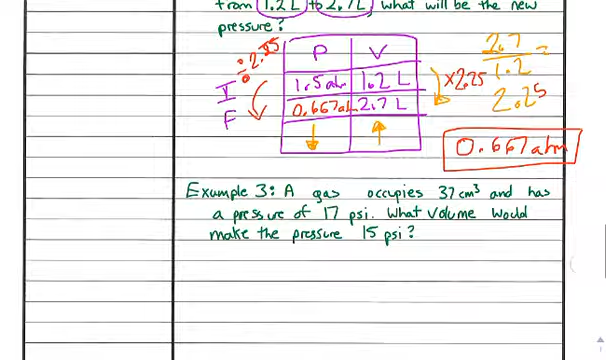 from 1.2 L to 2.7 L, what will be the new
pressure?
P V
÷2.25
I 1.5 atm 1.2 L ×2.25
F 0.667 atm 2.7 L
2.7
1.2 =
2.25
0.667 atm
Example 3: A gas occupies 37 cm³ and has
a pressure of 17 psi. What volume would
make the pressure 15 psi?